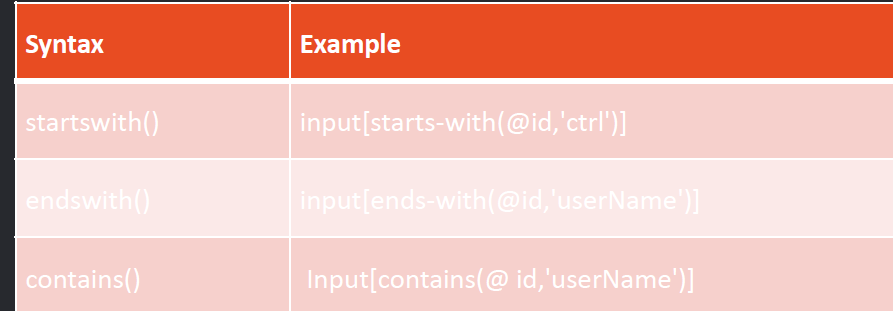 Syntax Example
startswith() input[starts-with(@id,'ctrl')]
endswith() input[ends-with(@id,'userName')]
contains() Input[contains(@ id,'userName')]